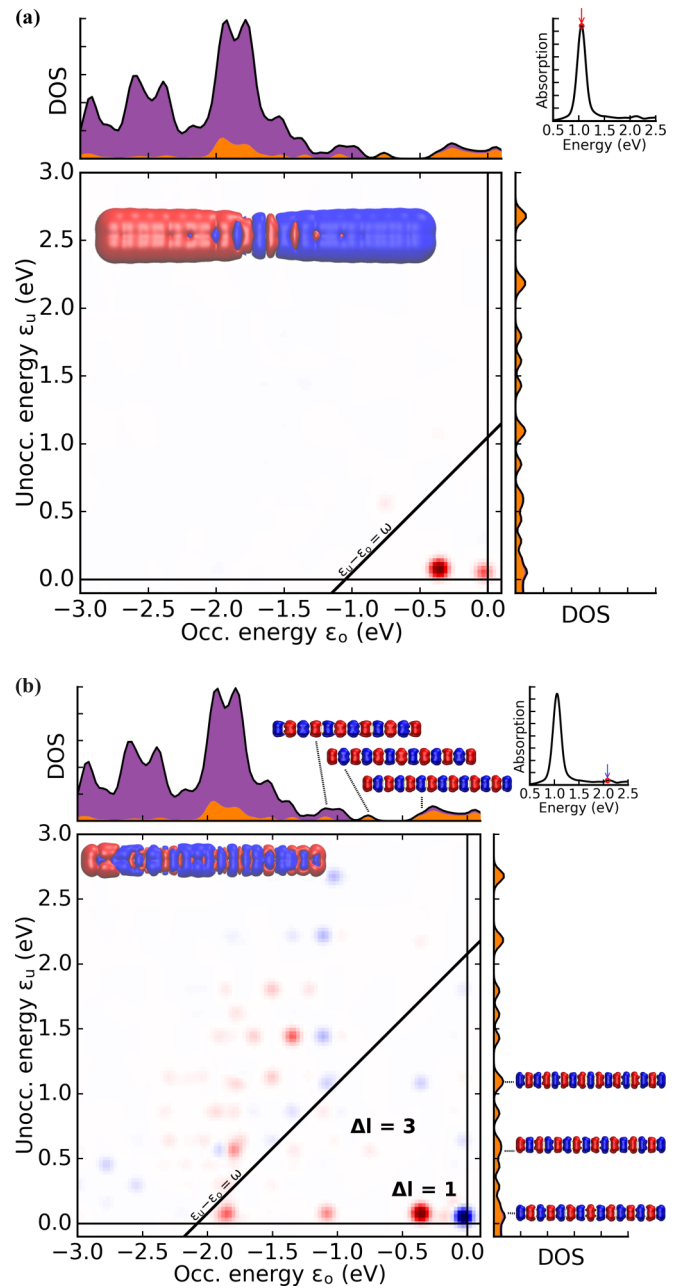 (a)
DOS
Absorption
0.5 1.0 1.5 2.0 2.5
Energy (eV)
3.0
2.5
2.0
1.5
1.0
0.5
0.0
Unocc. energy εu (eV)
εu−εo = ω
−3.0 −2.5 −2.0 −1.5 −1.0 −0.5 0.0
Occ. energy εo (eV)
DOS
(b)
DOS
Absorption
0.5 1.0 1.5 2.0 2.5
Energy (eV)
3.0
2.5
2.0
1.5
1.0
0.5
0.0
Unocc. energy εu (eV)
Δl = 3
Δl = 1
εu−εo = ω
−3.0 −2.5 −2.0 −1.5 −1.0 −0.5 0.0
Occ. energy εo (eV)
DOS